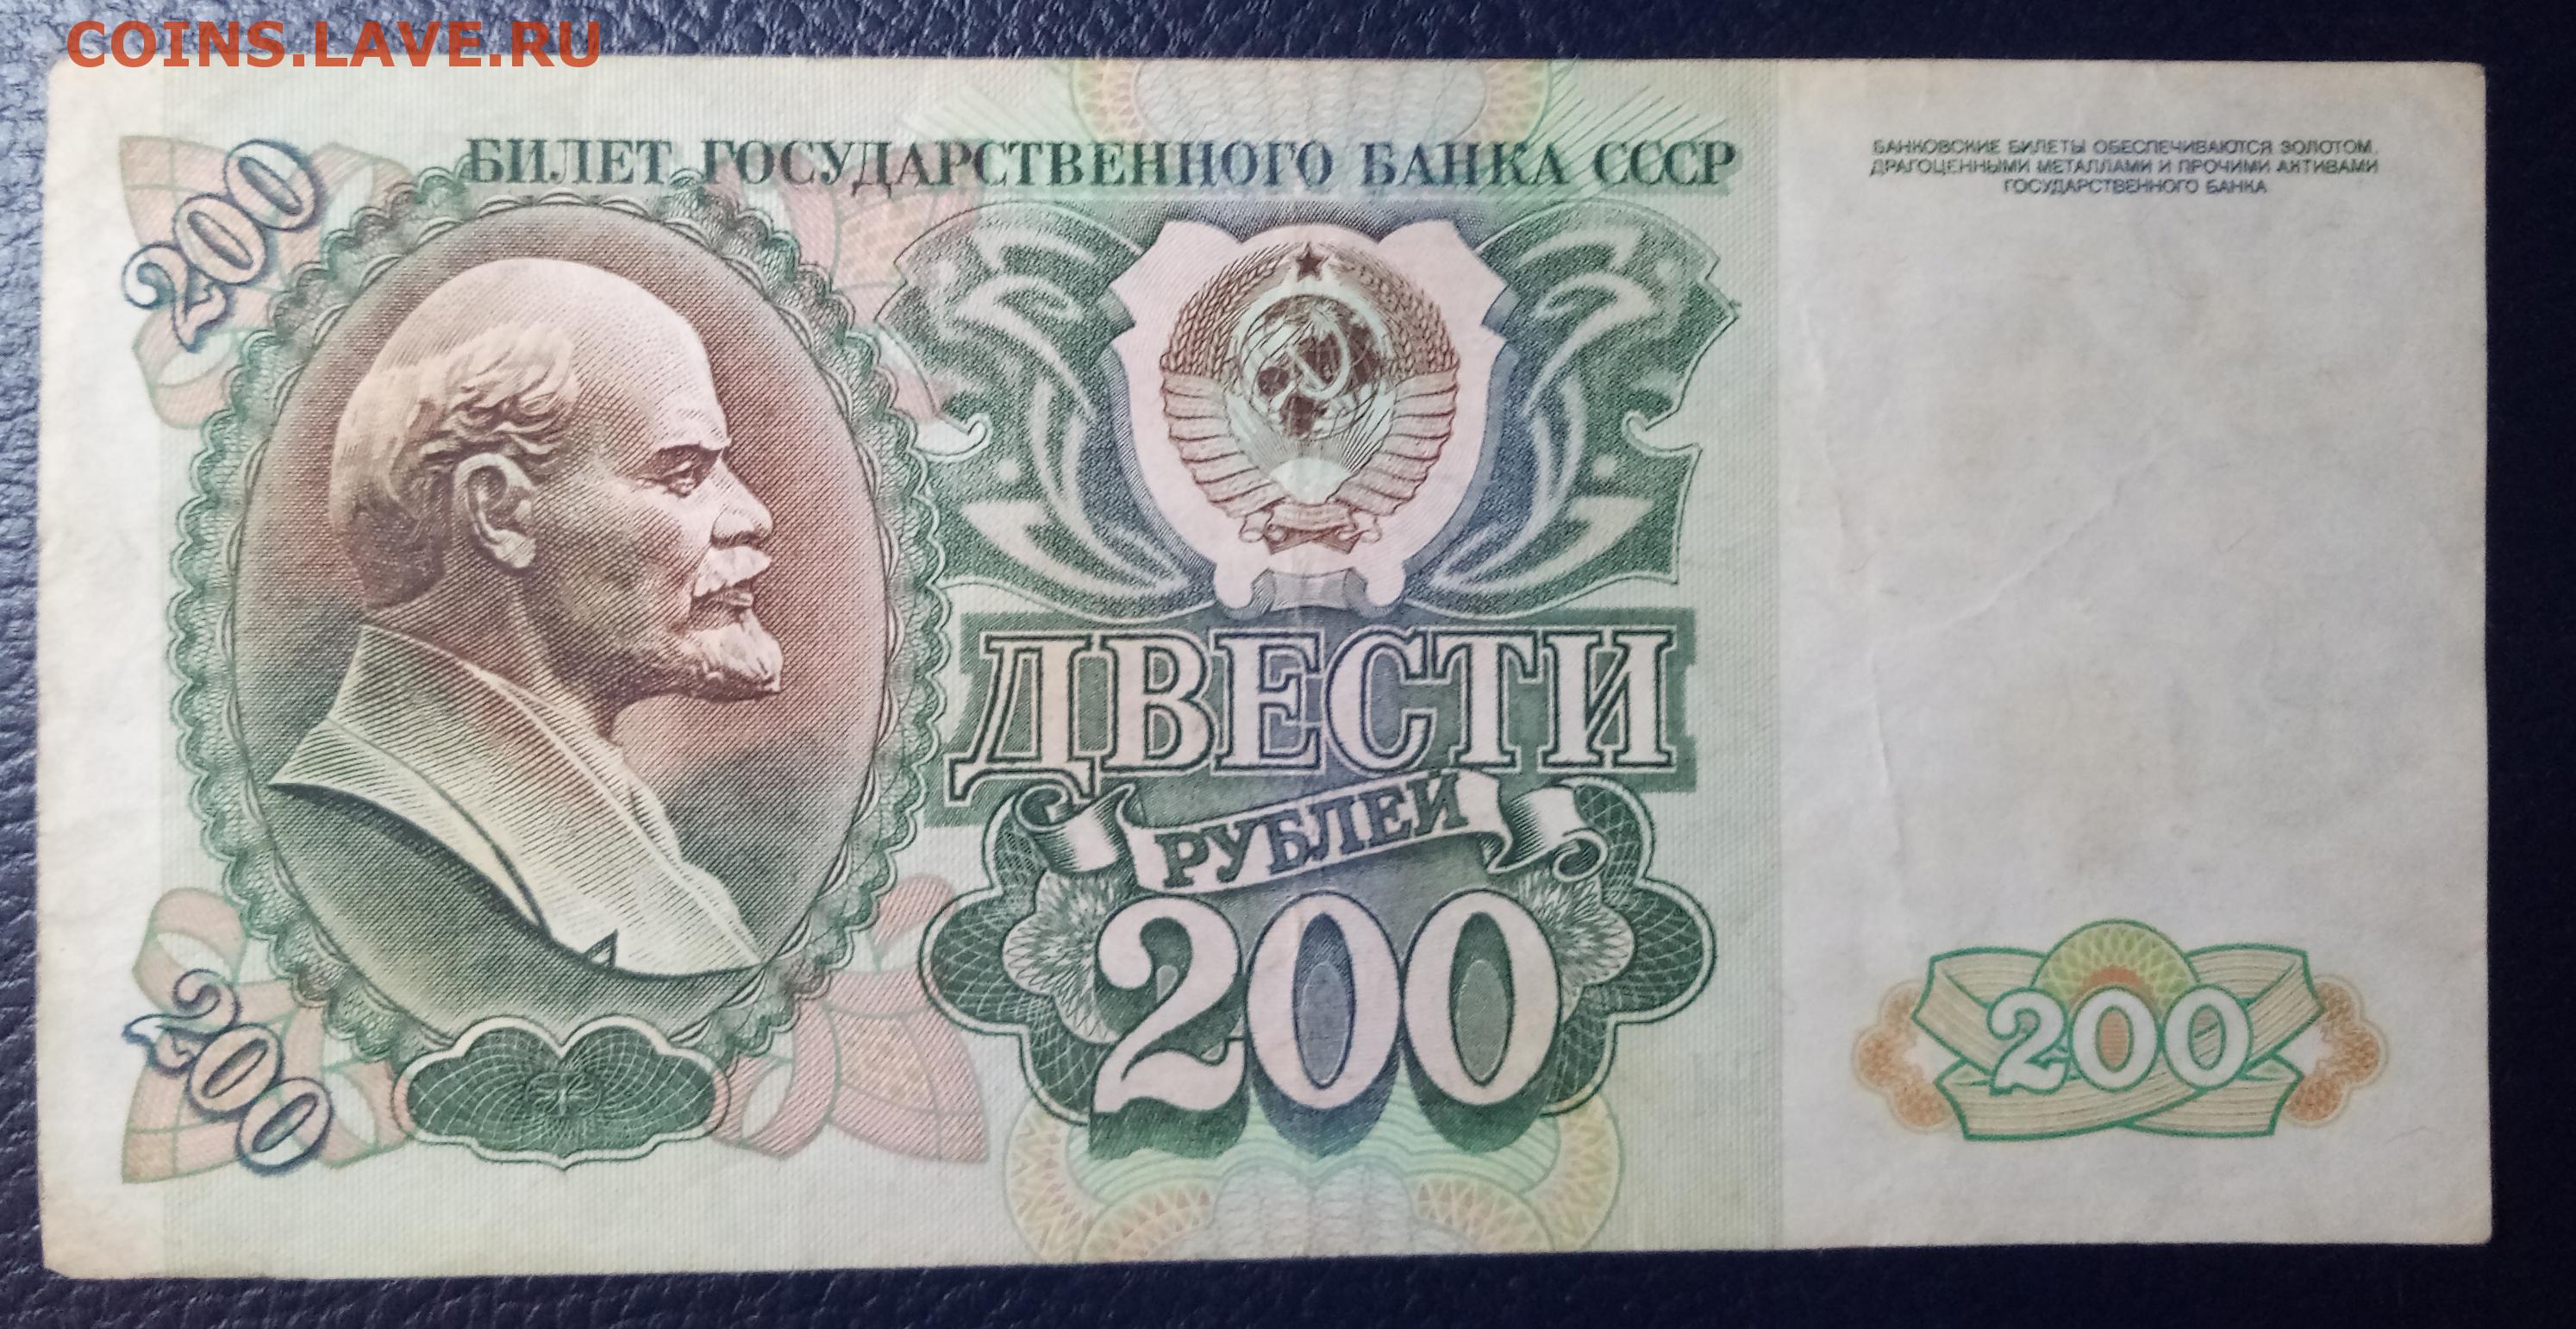 COINS.LAVE.RU
БИЛЕТ ГОСУДАРСТВЕННОГО БАНКА СССР
БАНКОВСКИЕ БИЛЕТЫ ОБЕСПЕЧИВАЮТСЯ ЗОЛОТОМ,
ДРАГОЦЕННЫМИ МЕТАЛЛАМИ И ПРОЧИМИ АКТИВАМИ
ГОСУДАРСТВЕННОГО БАНКА
200
ДВЕСТИ
РУБЛЕЙ
200
200
200